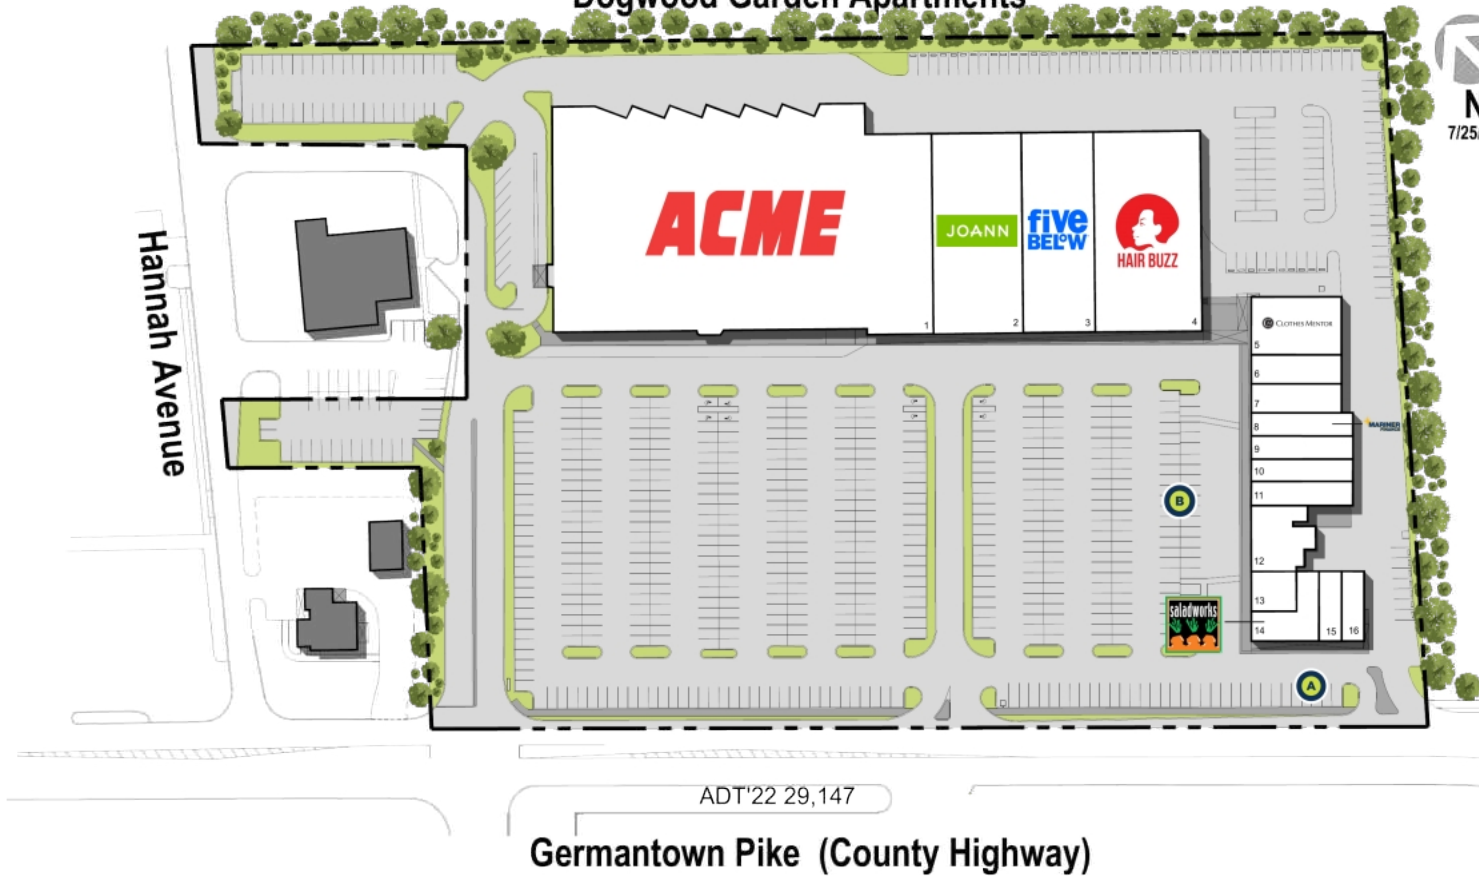 Dogwood Garden Apartments
N
7/25/
ACME
JOANN
five
BELOW
HAIR BUZZ
1
2
3
4
Hannah Avenue
CLOTHES MENTOR
5
6
7
8
MARINER
FINANCE
9
10
11
B
12
13
saladworks
14
15
16
A
ADT'22 29,147
Germantown Pike (County Highway)